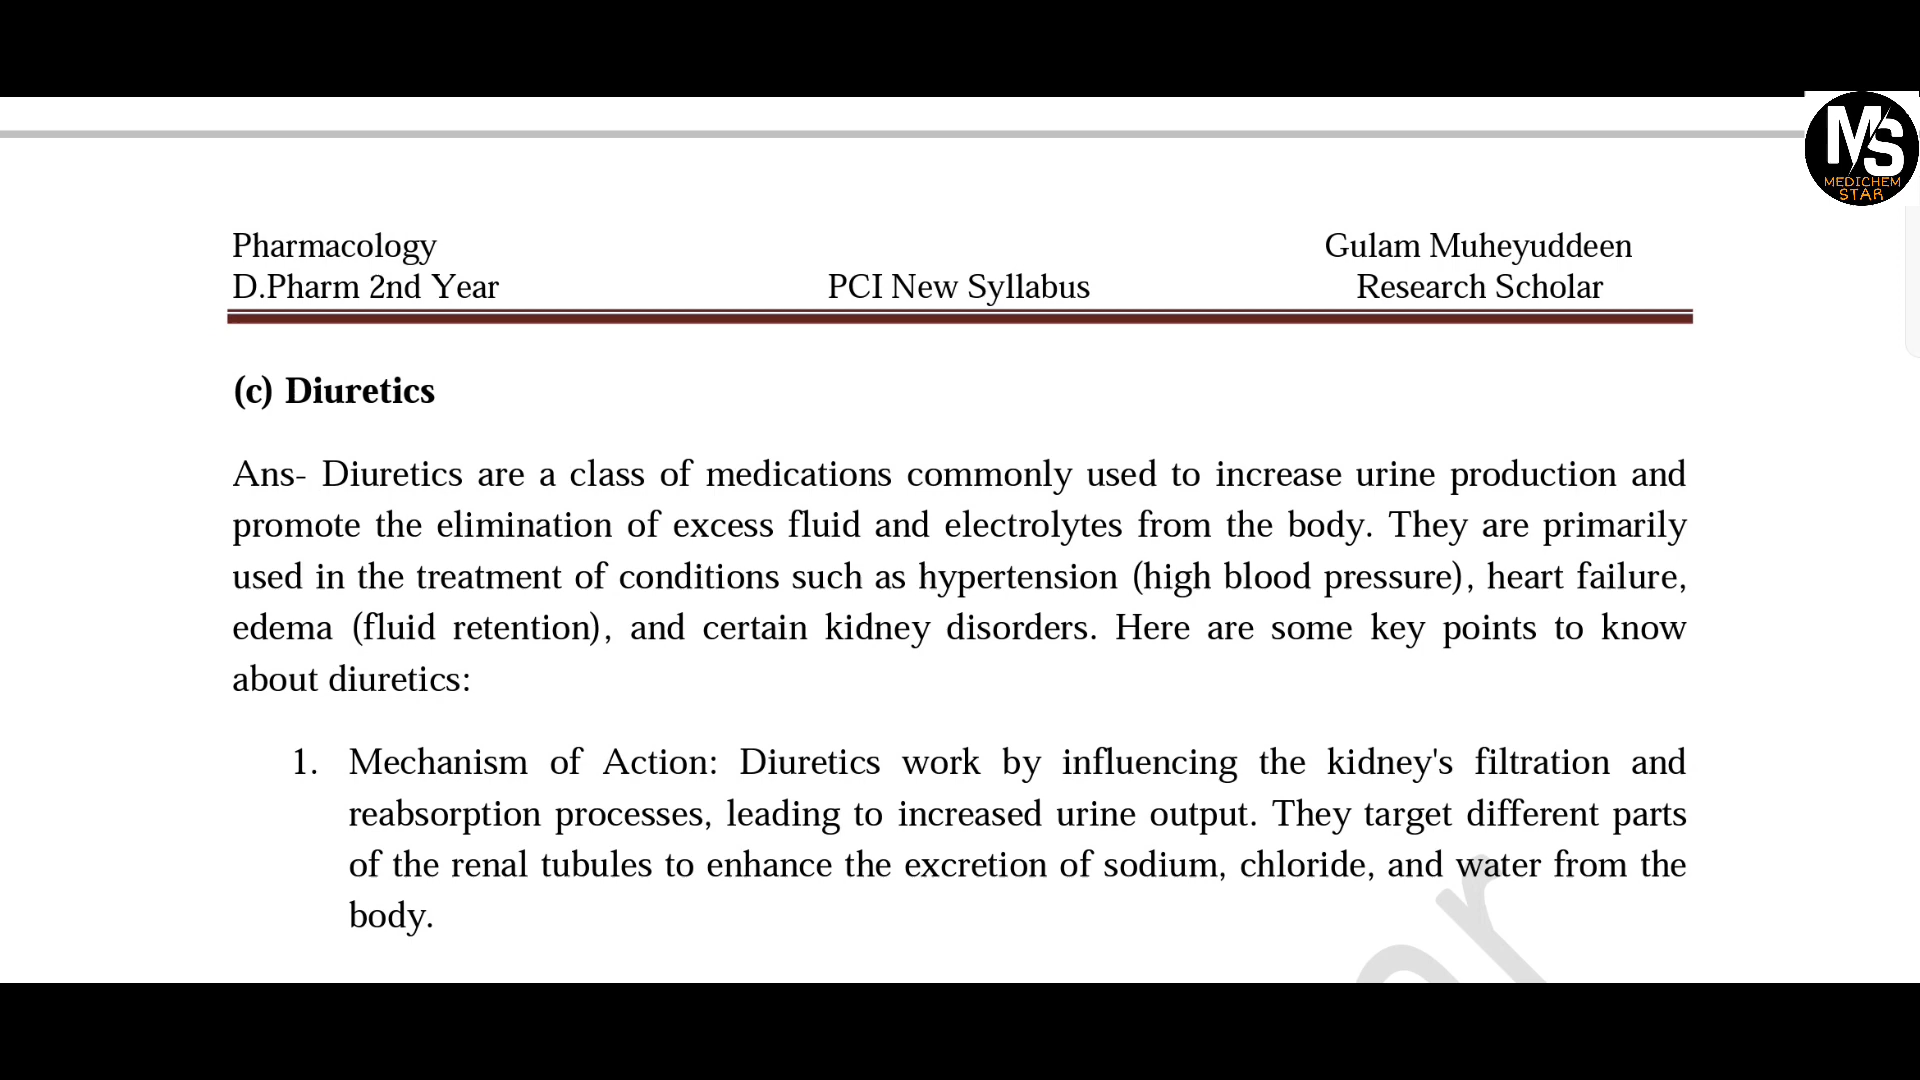 MS
MEDICHEM
STAR
Pharmacology
Gulam Muheyuddeen
D.Pharm 2nd Year
PCI New Syllabus
Research Scholar
(c) Diuretics
Ans- Diuretics are a class of medications commonly used to increase urine production and
promote the elimination of excess fluid and electrolytes from the body. They are primarily
used in the treatment of conditions such as hypertension (high blood pressure), heart failure,
edema (fluid retention), and certain kidney disorders. Here are some key points to know
about diuretics:
1. Mechanism of Action: Diuretics work by influencing the kidney's filtration and
reabsorption processes, leading to increased urine output. They target different parts
of the renal tubules to enhance the excretion of sodium, chloride, and water from the
body.